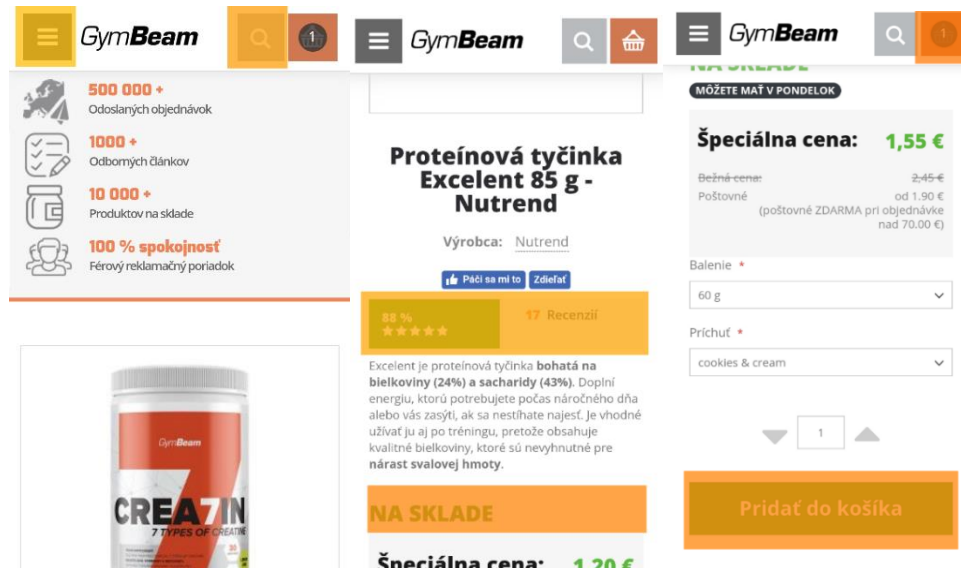 GymBeam
1
500 000 +
Odoslaných objednávok
1000 +
Odborných článkov
10 000 +
Produktov na sklade
100 % spokojnosť
Férový reklamačný poriadok
GymBeam
CREA7IN
7 TYPES OF CREATINE
GymBeam
Proteínová tyčinka
Excelent 85 g -
Nutrend
Výrobca: Nutrend
Páči sa mi to Zdieľať
88 %
17 Recenzií
Excelent je proteínová tyčinka bohatá na
bielkoviny (24%) a sacharidy (43%). Doplní
energiu, ktorú potrebujete počas náročného dňa
alebo vás zasýti, ak sa nestíhate najesť. Je vhodné
užívať ju aj po tréningu, pretože obsahuje
kvalitné bielkoviny, ktoré sú nevyhnutné pre
nárast svalovej hmoty.
NA SKLADE
Špeciálna cena: 1,20 €
GymBeam
1
NA SKLADE
MÔŽETE MAŤ V PONDELOK
Špeciálna cena: 1,55 €
Bežná cena: 2,45 €
Poštovné od 1.90 €
(poštovné ZDARMA pri objednávke
nad 70.00 €)
Balenie *
60 g
Príchuť *
cookies & cream
1
Pridať do košíka